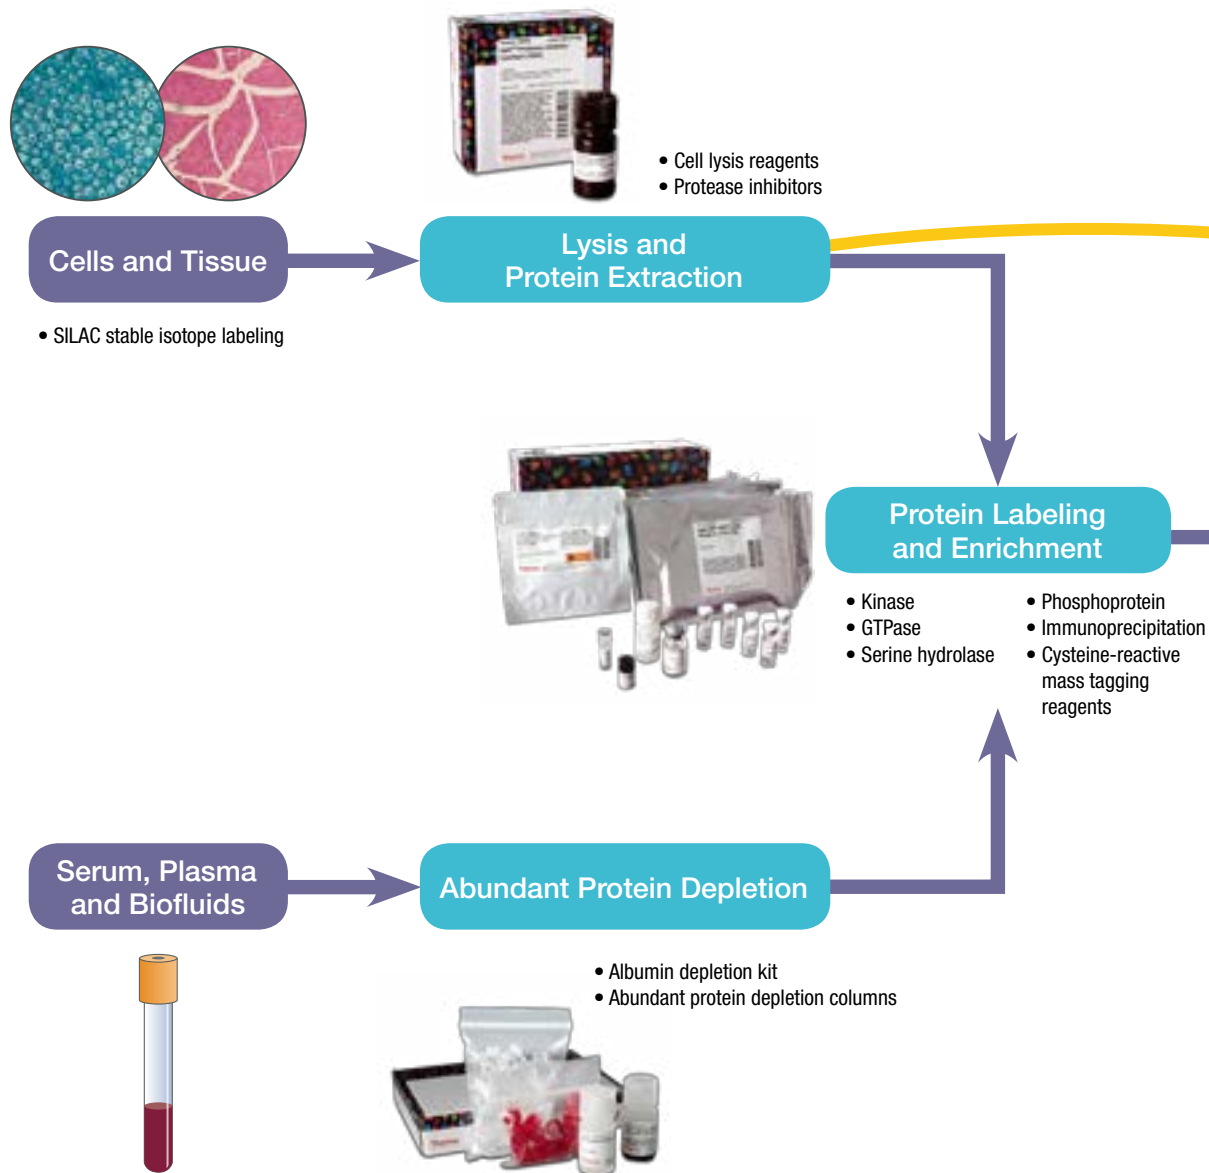 • Cell lysis reagents
• Protease inhibitors
Cells and Tissue
Lysis and
Protein Extraction
• SILAC stable isotope labeling
Protein Labeling
and Enrichment
• Kinase
• GTPase
• Serine hydrolase
• Phosphoprotein
• Immunoprecipitation
• Cysteine-reactive
mass tagging
reagents
Serum, Plasma
and Biofluids
Abundant Protein Depletion
• Albumin depletion kit
• Abundant protein depletion columns